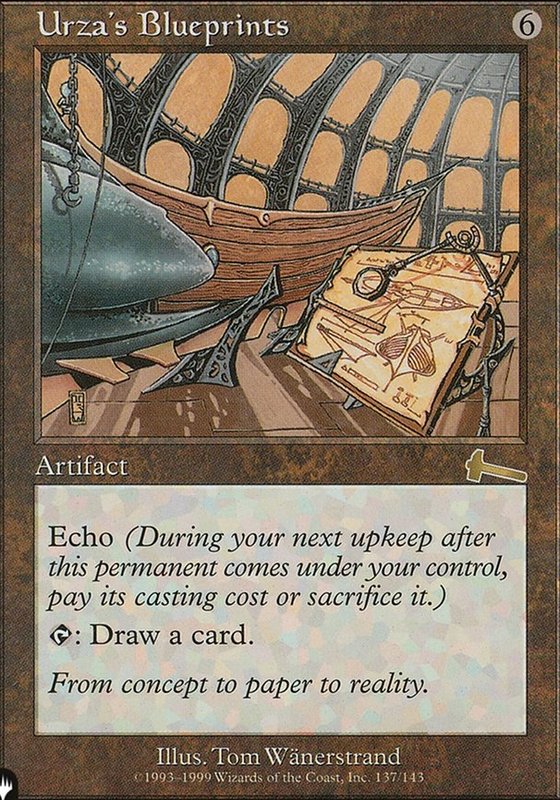 Urza's Blueprints 6
Artifact
Echo (During your next upkeep after
this permanent comes under your control,
pay its casting cost or sacrifice it.)
: Draw a card.
From concept to paper to reality.
Illus. Tom Wänerstrand
©1993–1999 Wizards of the Coast, Inc. 137/143